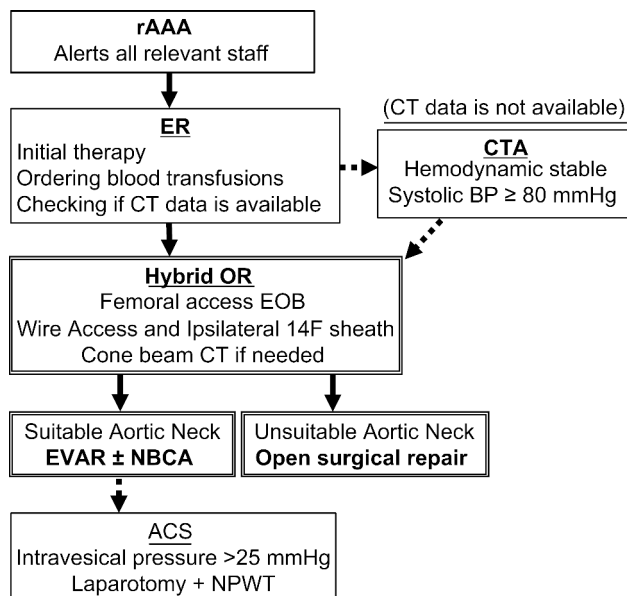 rAAA
Alerts all relevant staff
ER
Initial therapy
Ordering blood transfusions
Checking if CT data is available
(CT data is not available)
CTA
Hemodynamic stable
Systolic BP ≥ 80 mmHg
Hybrid OR
Femoral access EOB
Wire Access and Ipsilateral 14F sheath
Cone beam CT if needed
Suitable Aortic Neck
EVAR ± NBCA
Unsuitable Aortic Neck
Open surgical repair
ACS
Intravesical pressure >25 mmHg
Laparotomy + NPWT